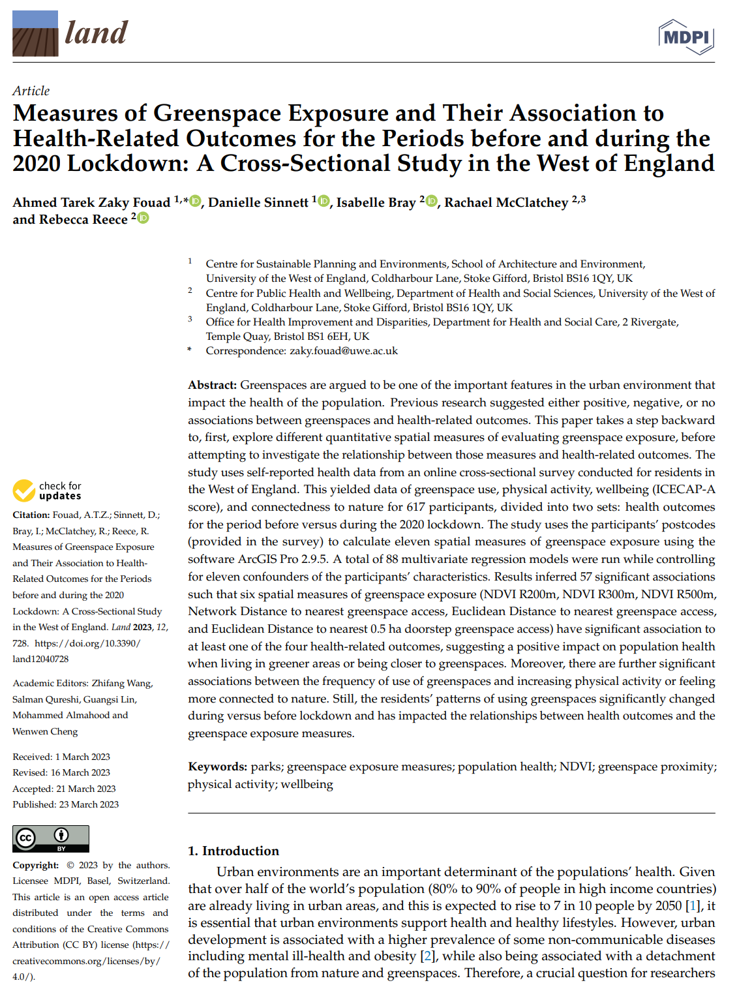 land
MDPI
Article
Measures of Greenspace Exposure and Their Association to
Health-Related Outcomes for the Periods before and during the
2020 Lockdown: A Cross-Sectional Study in the West of England
Ahmed Tarek Zaky Fouad 1,* iD, Danielle Sinnett 1 iD, Isabelle Bray 2 iD, Rachael McClatchey 2,3
and Rebecca Reece 2 iD
1 Centre for Sustainable Planning and Environments, School of Architecture and Environment,
University of the West of England, Coldharbour Lane, Stoke Gifford, Bristol BS16 1QY, UK
2 Centre for Public Health and Wellbeing, Department of Health and Social Sciences, University of the West of
England, Coldharbour Lane, Stoke Gifford, Bristol BS16 1QY, UK
3 Office for Health Improvement and Disparities, Department for Health and Social Care, 2 Rivergate,
Temple Quay, Bristol BS1 6EH, UK
* Correspondence: zaky.fouad@uwe.ac.uk
Abstract: Greenspaces are argued to be one of the important features in the urban environment that
impact the health of the population. Previous research suggested either positive, negative, or no
associations between greenspaces and health-related outcomes. This paper takes a step backward
to, first, explore different quantitative spatial measures of evaluating greenspace exposure, before
attempting to investigate the relationship between those measures and health-related outcomes. The
study uses self-reported health data from an online cross-sectional survey conducted for residents in
the West of England. This yielded data of greenspace use, physical activity, wellbeing (ICECAP-A
score), and connectedness to nature for 617 participants, divided into two sets: health outcomes
for the period before versus during the 2020 lockdown. The study uses the participants' postcodes
(provided in the survey) to calculate eleven spatial measures of greenspace exposure using the
software ArcGIS Pro 2.9.5. A total of 88 multivariate regression models were run while controlling
for eleven confounders of the participants' characteristics. Results inferred 57 significant associations
such that six spatial measures of greenspace exposure (NDVI R200m, NDVI R300m, NDVI R500m,
Network Distance to nearest greenspace access, Euclidean Distance to nearest greenspace access,
and Euclidean Distance to nearest 0.5 ha doorstep greenspace access) have significant association to
at least one of the four health-related outcomes, suggesting a positive impact on population health
when living in greener areas or being closer to greenspaces. Moreover, there are further significant
associations between the frequency of use of greenspaces and increasing physical activity or feeling
more connected to nature. Still, the residents' patterns of using greenspaces significantly changed
during versus before lockdown and has impacted the relationships between health outcomes and the
greenspace exposure measures.
Keywords: parks; greenspace exposure measures; population health; NDVI; greenspace proximity;
physical activity; wellbeing
check for
updates
Citation: Fouad, A.T.Z.; Sinnett, D.;
Bray, I.; McClatchey, R.; Reece, R.
Measures of Greenspace Exposure
and Their Association to Health-
Related Outcomes for the Periods
before and during the 2020
Lockdown: A Cross-Sectional Study
in the West of England. Land 2023, 12,
728. https://doi.org/10.3390/
land12040728
Academic Editors: Zhifang Wang,
Salman Qureshi, Guangsi Lin,
Mohammed Almahood and
Wenwen Cheng
Received: 1 March 2023
Revised: 16 March 2023
Accepted: 21 March 2023
Published: 23 March 2023
cc BY
Copyright: © 2023 by the authors.
Licensee MDPI, Basel, Switzerland.
This article is an open access article
distributed under the terms and
conditions of the Creative Commons
Attribution (CC BY) license (https://
creativecommons.org/licenses/by/
4.0/).
1. Introduction
Urban environments are an important determinant of the populations' health. Given
that over half of the world's population (80% to 90% of people in high income countries)
are already living in urban areas, and this is expected to rise to 7 in 10 people by 2050 [1], it
is essential that urban environments support health and healthy lifestyles. However, urban
development is associated with a higher prevalence of some non-communicable diseases
including mental ill-health and obesity [2], while also being associated with a detachment
of the population from nature and greenspaces. Therefore, a crucial question for researchers